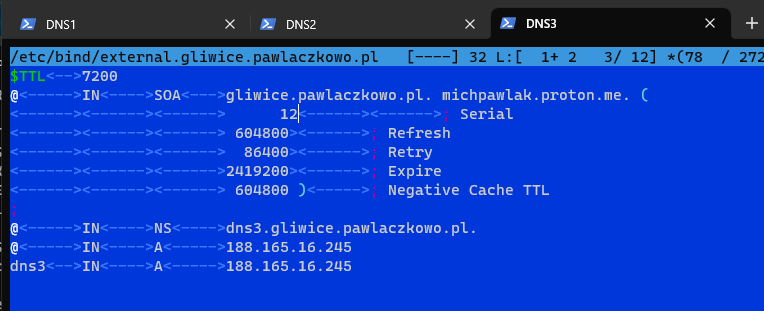 DNS1 DNS2 DNS3
/etc/bind/external.gliwice.pawlaczkowo.pl [----] 32 L:[ 1+ 2 3/ 12] *(78 / 272
$TTL<-->7200
@<------>IN<----->SOA<---->gliwice.pawlaczkowo.pl. michpawlak.proton.me. (
<------><------><------> 12<------><------>; Serial
<------><------><------> 604800><------>; Refresh
<------><------><------> 86400><------>; Retry
<------><------><------>2419200><------>; Expire
<------><------><------> 604800 )<----->; Negative Cache TTL
;
@<------>IN<----->NS<----->dns3.gliwice.pawlaczkowo.pl.
@<------>IN<----->A<------>188.165.16.245
dns3<--->IN<----->A<------>188.165.16.245